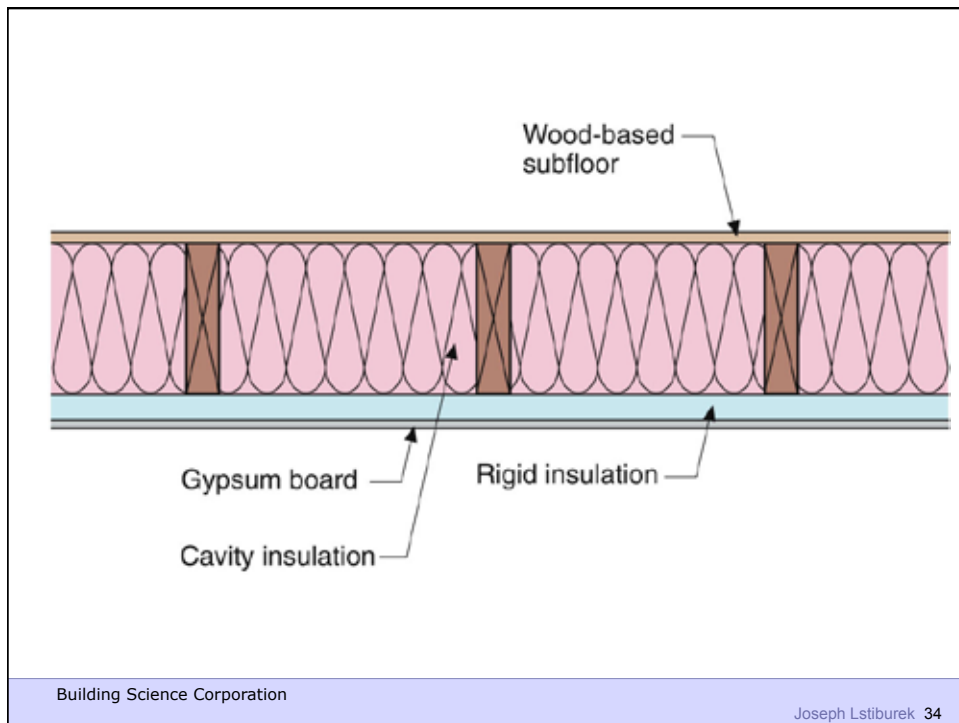 Wood-based
subfloor
Gypsum board
Rigid insulation
Cavity insulation
Building Science Corporation
Joseph Lstiburek 34